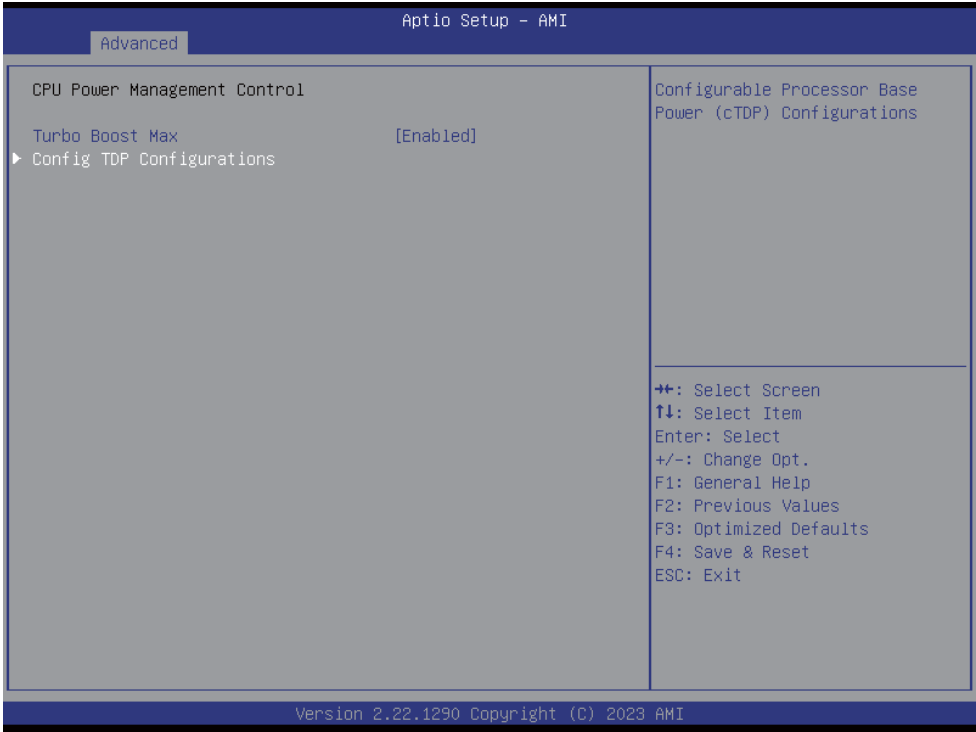 Aptio Setup – AMI
Advanced
CPU Power Management Control
Turbo Boost Max [Enabled]
▶ Config TDP Configurations
Configurable Processor Base
Power (cTDP) Configurations
→←: Select Screen
↑↓: Select Item
Enter: Select
+/-: Change Opt.
F1: General Help
F2: Previous Values
F3: Optimized Defaults
F4: Save & Reset
ESC: Exit
Version 2.22.1290 Copyright (C) 2023 AMI